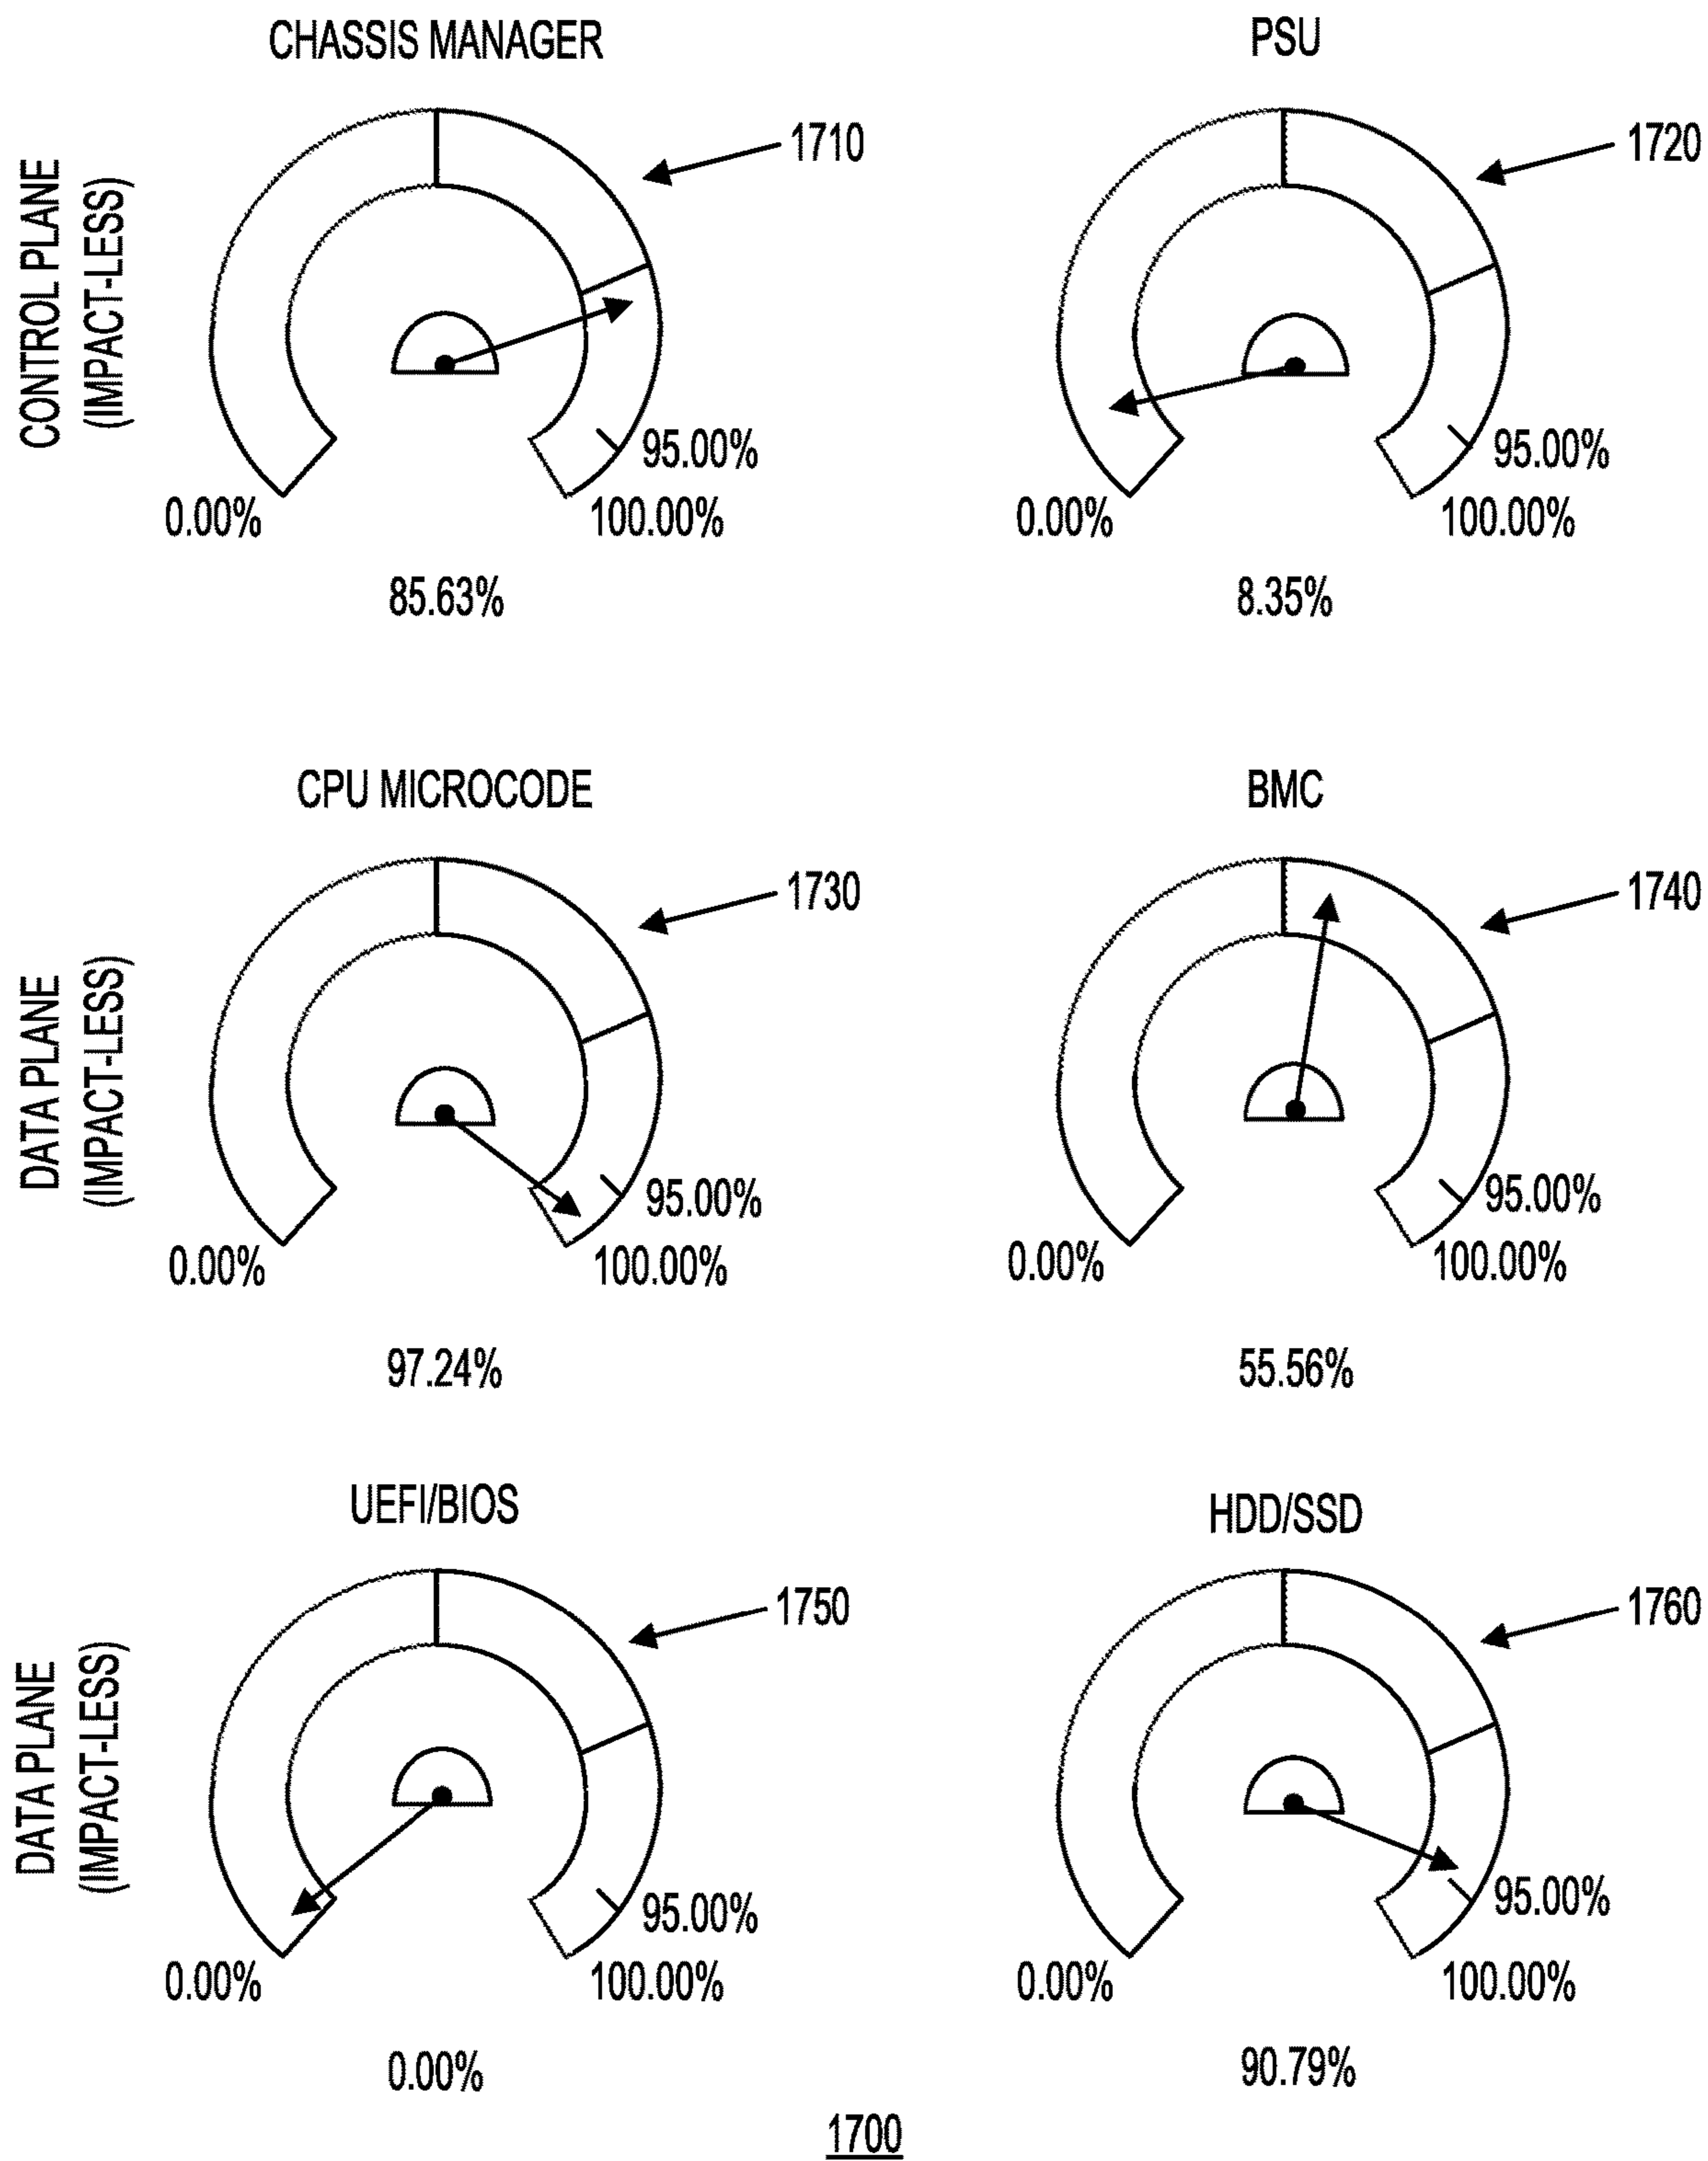 CHASSIS MANAGER
PSU
CONTROL PLANE
(IMPACT-LESS)
1710
1720
95.00%
95.00%
0.00%
100.00%
0.00%
100.00%
85.63%
8.35%
CPU MICROCODE
BMC
DATA PLANE
(IMPACT-LESS)
1730
1740
95.00%
95.00%
0.00%
100.00%
0.00%
100.00%
97.24%
55.56%
UEFI/BIOS
HDD/SSD
DATA PLANE
(IMPACT-LESS)
1750
1760
95.00%
95.00%
0.00%
100.00%
0.00%
100.00%
0.00%
90.79%
1700